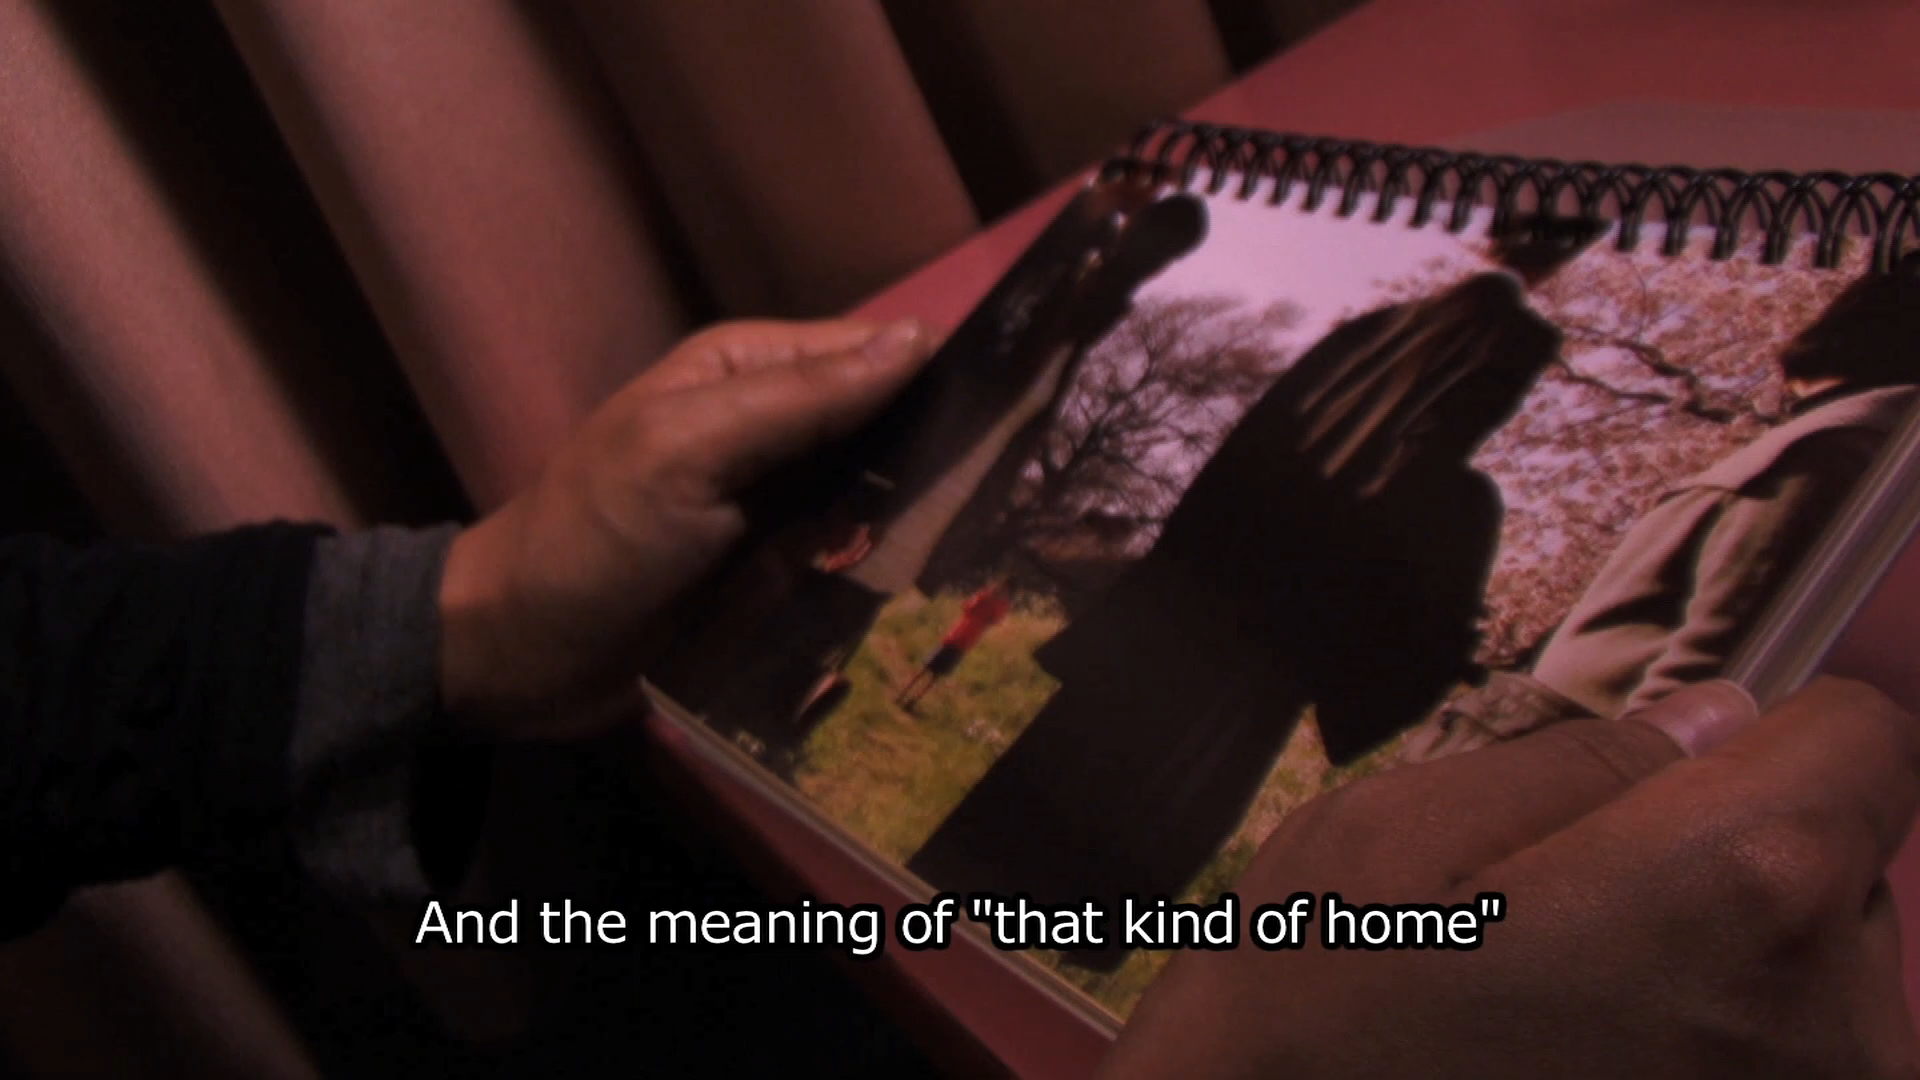 And the meaning of "that kind of home"